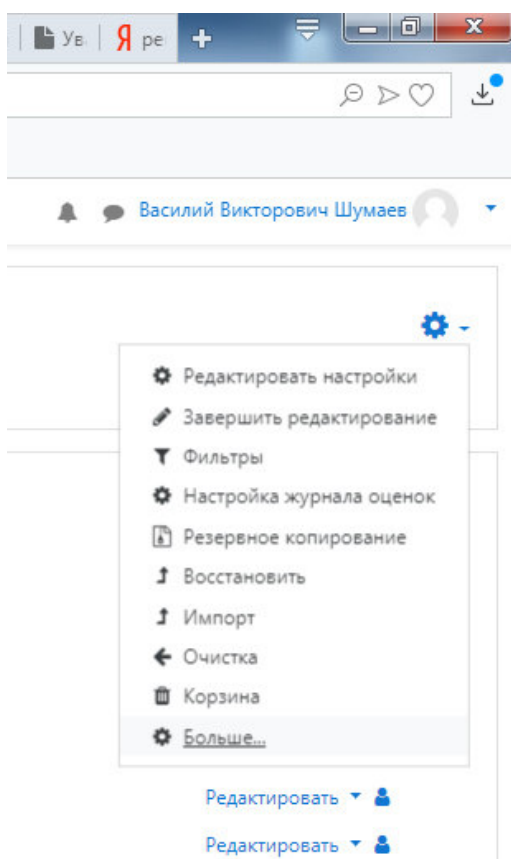 Ув.
Я ре
Василий Викторович Шумаев
Редактировать настройки
Завершить редактирование
Фильтры
Настройка журнала оценок
Резервное копирование
Восстановить
Импорт
Очистка
Корзина
Больше...
Редактировать
Редактировать